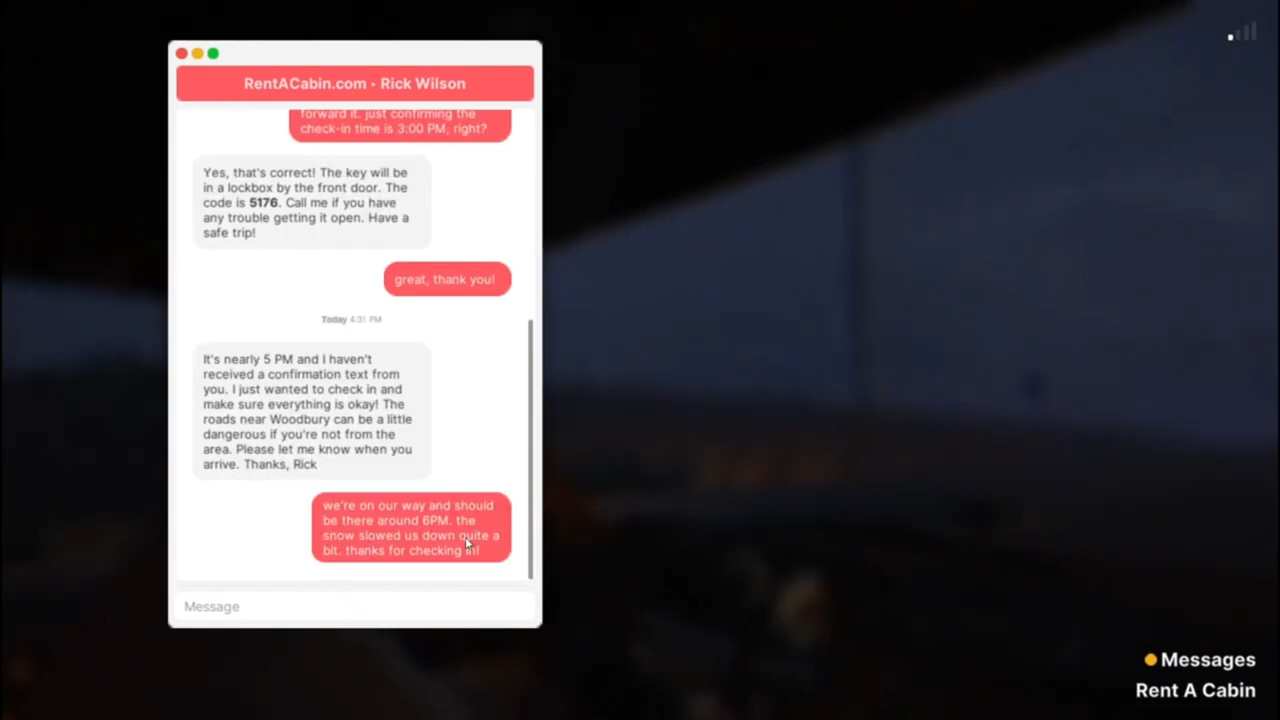 RentACabin.com • Rick Wilson
forward it. just confirming the
check-in time is 3:00 PM, right?
Yes, that's correct! The key will be
in a lockbox by the front door. The
code is 5176. Call me if you have
any trouble getting it open. Have a
safe trip!
great, thank you!
Today 4:31 PM
It's nearly 5 PM and I haven't
received a confirmation text from
you. I just wanted to check in and
make sure everything is okay! The
roads near Woodbury can be a little
dangerous if you're not from the
area. Please let me know when you
arrive. Thanks, Rick
we're on our way and should
be there around 6PM. the
snow slowed us down quite a
bit. thanks for checking in!
Message
Messages
Rent A Cabin